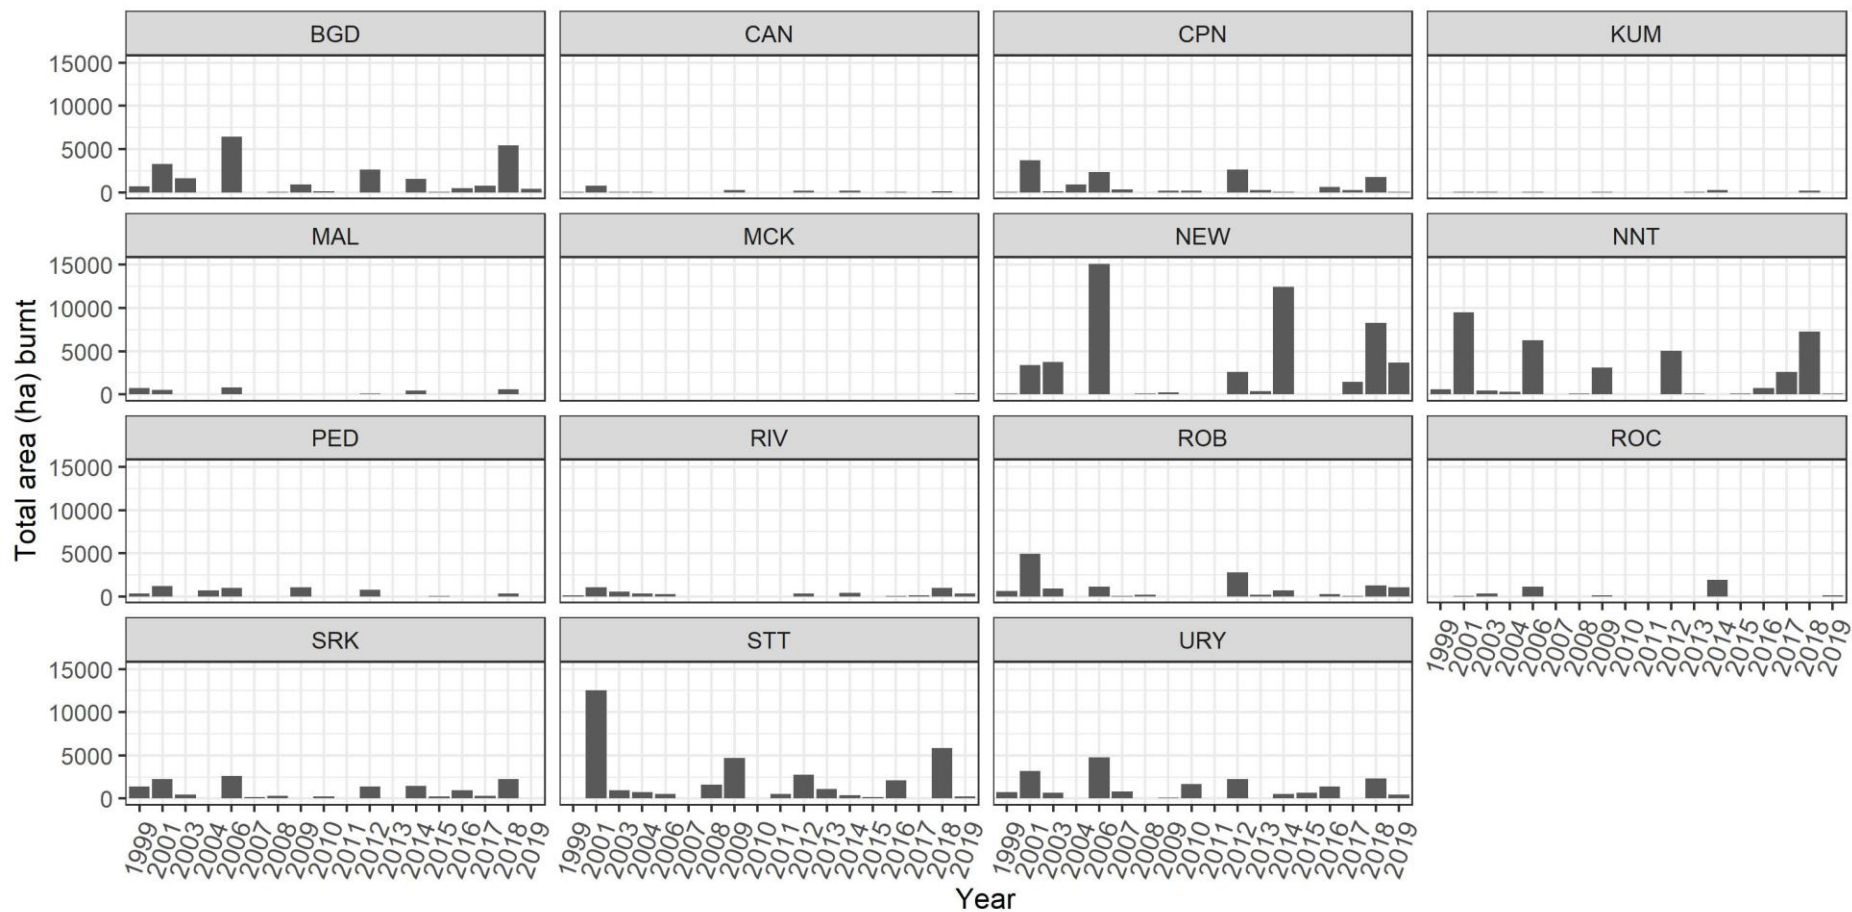 BGD CAN CPN KUM
15000
10000
5000
0
MAL MCK NEW NNT
15000
10000
5000
0
Total area (ha) burnt
PED RIV ROB ROC
15000
10000
5000
0
1999 2001 2003 2004 2006 2007 2008 2009 2010 2011 2012 2013 2014 2015 2016 2017 2018 2019
SRK STT URY
15000
10000
5000
0
1999 2001 2003 2004 2006 2007 2008 2009 2010 2011 2012 2013 2014 2015 2016 2017 2018 2019 1999 2001 2003 2004 2006 2007 2008 2009 2010 2011 2012 2013 2014 2015 2016 2017 2018 2019 1999 2001 2003 2004 2006 2007 2008 2009 2010 2011 2012 2013 2014 2015 2016 2017 2018 2019
Year